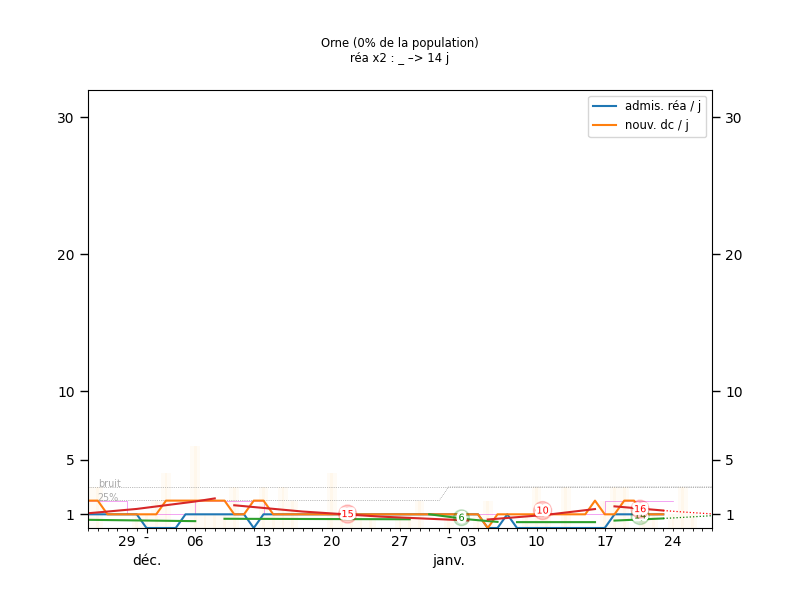 Orne (0% de la population)
réa x2 : _ –> 14 j
admis. réa / j
nouv. dc / j
30 30
20 20
10 10
5 5
1 1
bruit
25%
15 6 10 16
29 - 06 13 20 27 - 03 10 17 24
déc. janv.